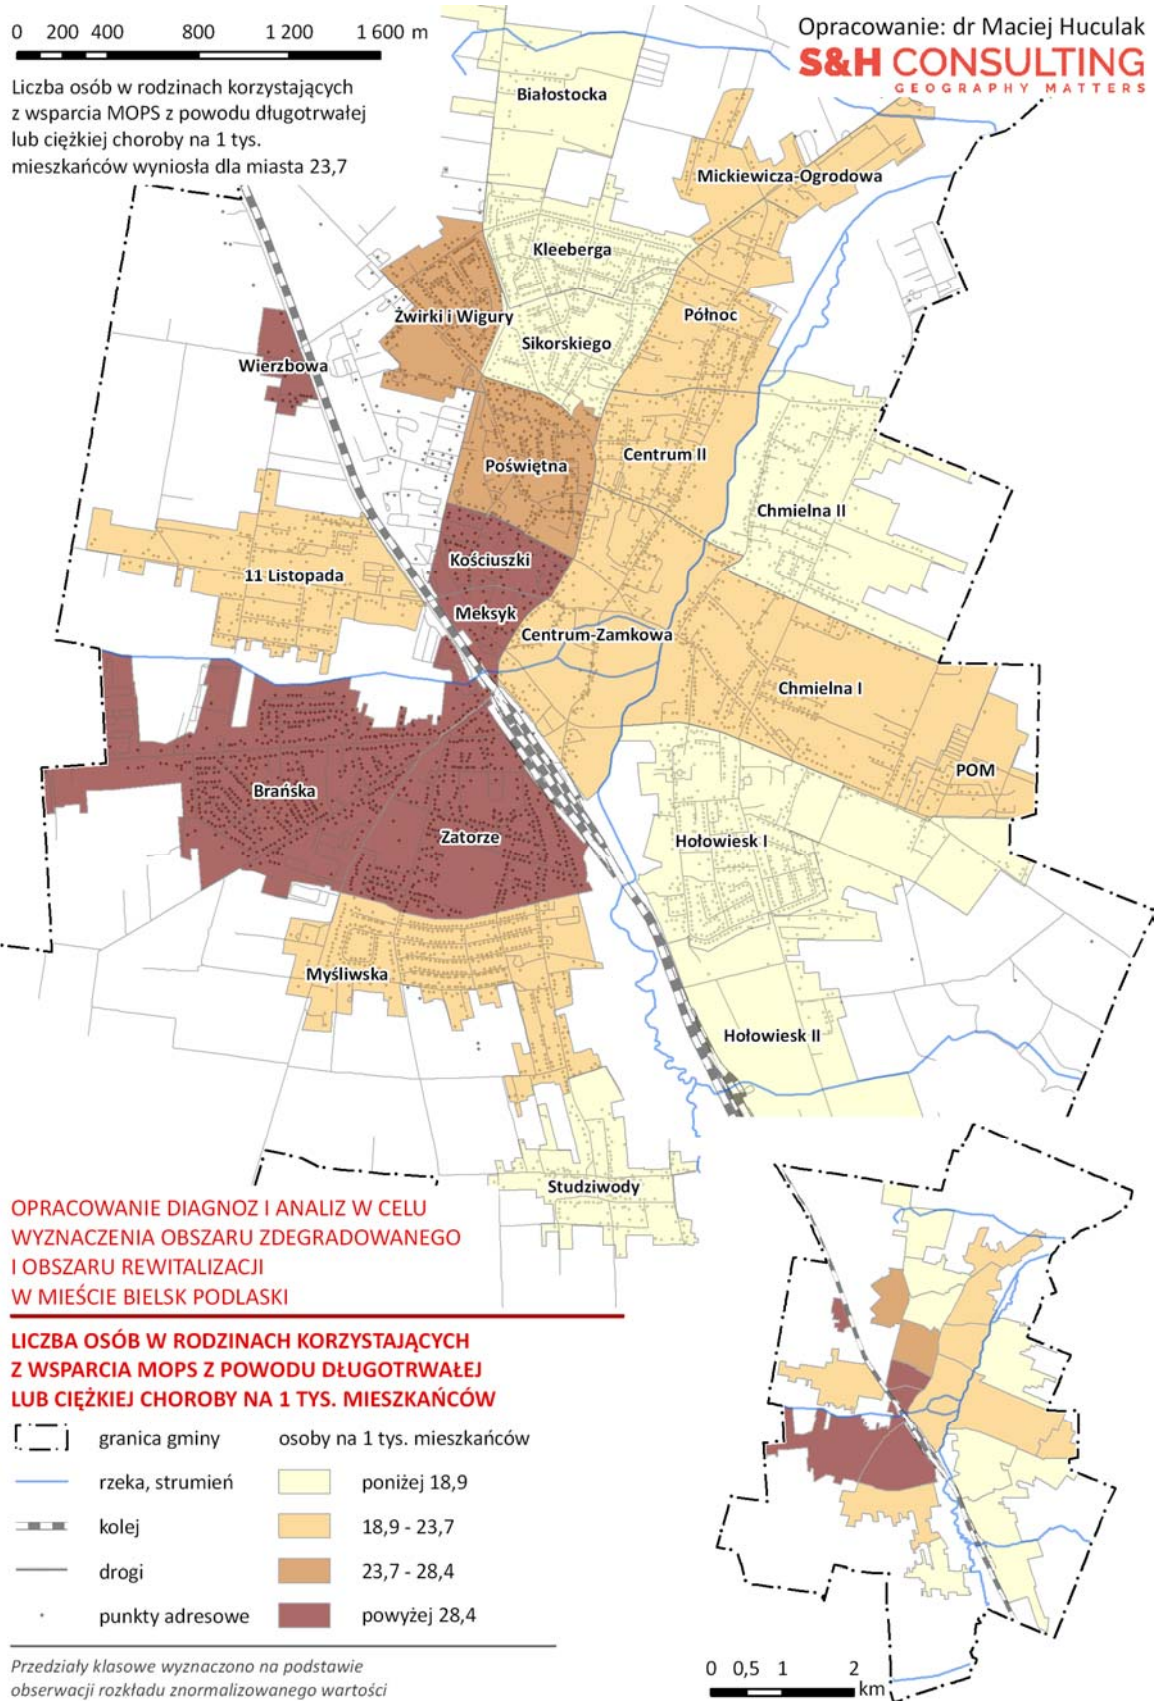 0 200 400 800 1 200 1 600 m
Opracowanie: dr Maciej Huculak
S&H CONSULTING
GEOGRAPHY MATTERS
Liczba osób w rodzinach korzystających
z wsparcia MOPS z powodu długotrwałej
lub ciężkiej choroby na 1 tys.
mieszkańców wyniosła dla miasta 23,7
Białostocka
Mickiewicza-Ogrodowa
Kleeberga
Żwirki i Wigury
Północ
Sikorskiego
Wierzbowa
Centrum II
Poświętna
Chmielna II
Kościuszki
11 Listopada
Meksyk
Centrum-Zamkowa
Chmielna I
POM
Brańska
Zatorze
Hołowiesk I
Myśliwska
Hołowiesk II
Studziwody
OPRACOWANIE DIAGNOZ I ANALIZ W CELU
WYZNACZENIA OBSZARU ZDEGRADOWANEGO
I OBSZARU REWITALIZACJI
W MIEŚCIE BIELSK PODLASKI
LICZBA OSÓB W RODZINACH KORZYSTAJĄCYCH
Z WSPARCIA MOPS Z POWODU DŁUGOTRWAŁEJ
LUB CIĘŻKIEJ CHOROBY NA 1 TYS. MIESZKAŃCÓW
granica gminy
rzeka, strumień
kolej
drogi
punkty adresowe
osoby na 1 tys. mieszkańców
poniżej 18,9
18,9 - 23,7
23,7 - 28,4
powyżej 28,4
Przedziały klasowe wyznaczono na podstawie
obserwacji rozkładu znormalizowanego wartości
0 0,5 1 2
km